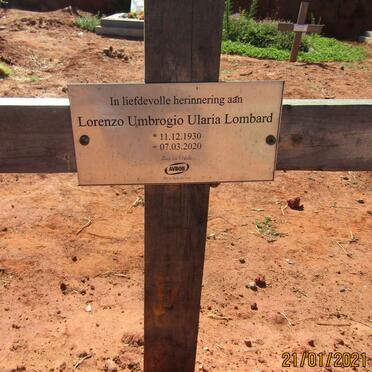 In liefdevolle herinnering aan
Lorenzo Umbrogio Ularia Lombard
* 11.12.1930
+ 07.03.2020
AVBOB
21/01/2021